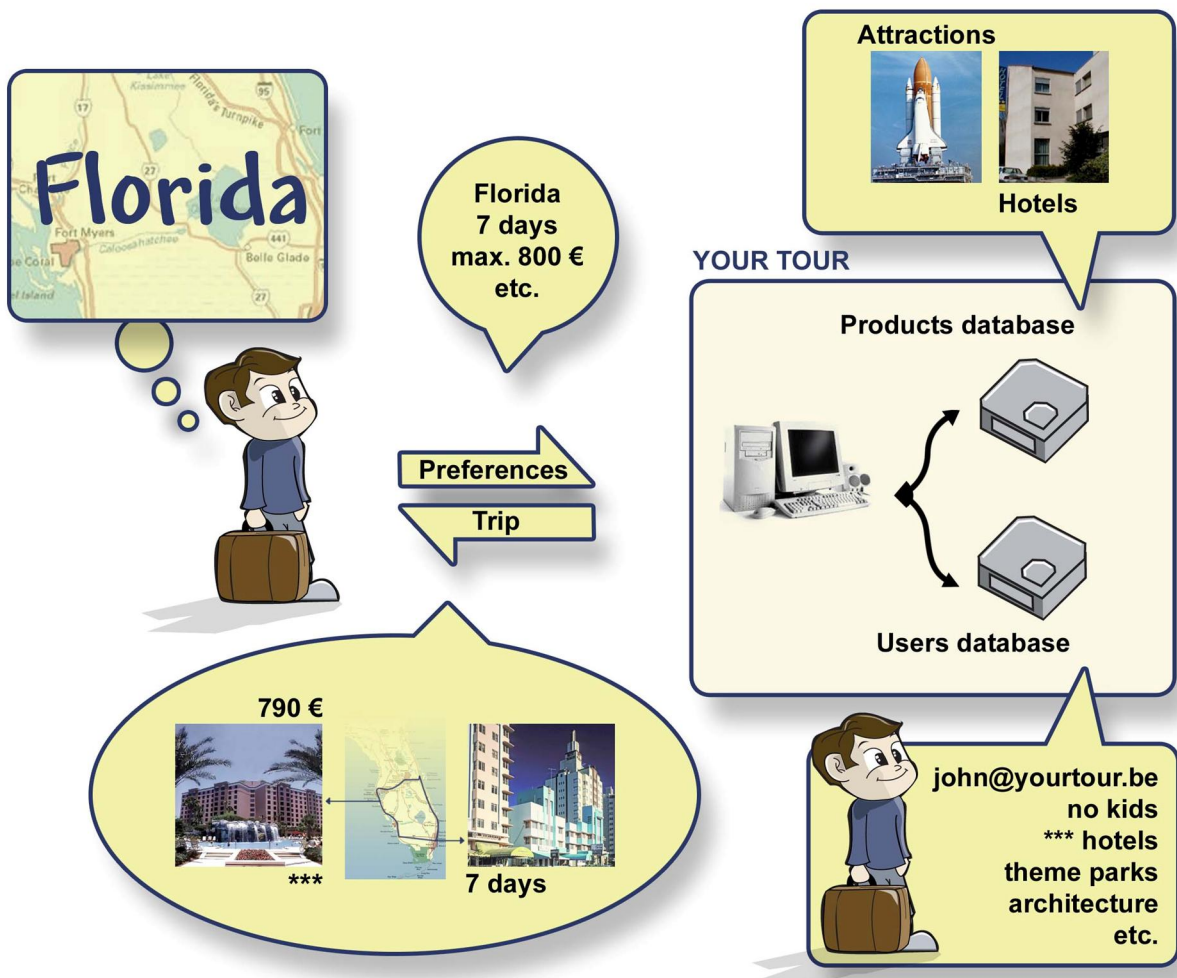 Lake
Kissimmee
Florida's Turnpike
95
17
Fort
27
27
Florida
Fort Myers
Caloosahatchee
441
Belle Glade
e Coral
27
el Island
Florida
7 days
max. 800 €
etc.
Attractions
Hotels
YOUR TOUR
Products database
Users database
Preferences
Trip
790 €
***
7 days
john@yourtour.be
no kids
*** hotels
theme parks
architecture
etc.